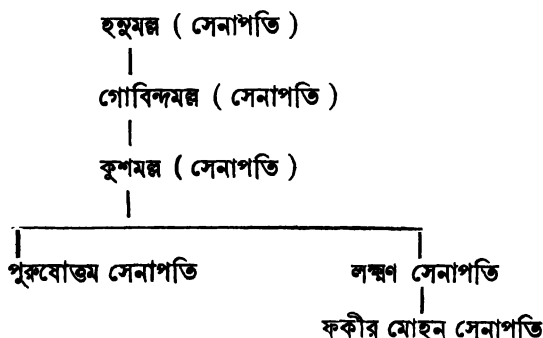 হনুমল্ল ( সেনাপতি )
গোবিন্দমল্ল ( সেনাপতি )
কুশমল্ল ( সেনাপতি )
পুরুষোত্তম সেনাপতি লক্ষ্মণ সেনাপতি
ফকীর মোহন সেনাপতি